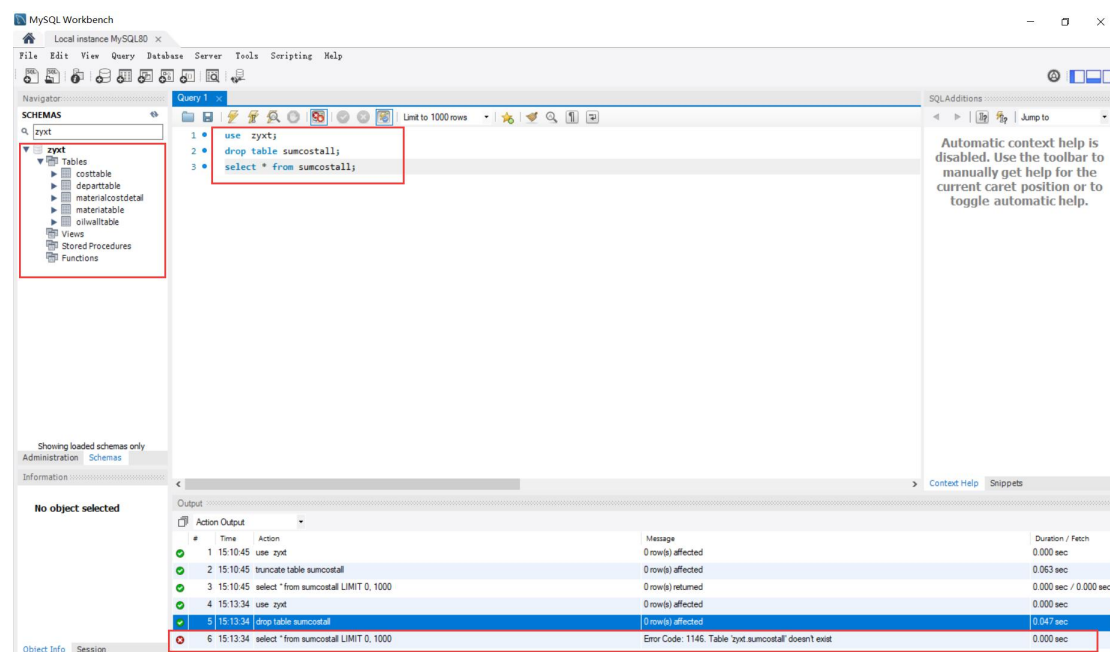 MySQL Workbench
Local instance MySQL80
File Edit View Query Database Server Tools Scripting Help
Navigator
SCHEMAS
zyxt
zyxt
Tables
costtable
departtable
materialcostdetail
materiatable
oilwalltable
Views
Stored Procedures
Functions
Showing loaded schemas only
Administration Schemas
Information
No object selected
Object Info Session
Query 1
Limit to 1000 rows
1 use zyxt;
2 drop table sumcostall;
3 select * from sumcostall;
SQLAdditions
Jump to
Automatic context help is
disabled. Use the toolbar to
manually get help for the
current caret position or to
toggle automatic help.
Context Help Snippets
Output
Action Output
# Time Action Message Duration / Fetch
1 15:10:45 use zyxt 0 row(s) affected 0.000 sec
2 15:10:45 truncate table sumcostall 0 row(s) affected 0.063 sec
3 15:10:45 select * from sumcostall LIMIT 0, 1000 0 row(s) returned 0.000 sec / 0.000 sec
4 15:13:34 use zyxt 0 row(s) affected 0.000 sec
5 15:13:34 drop table sumcostall 0 row(s) affected 0.047 sec
6 15:13:34 select * from sumcostall LIMIT 0, 1000 Error Code: 1146. Table 'zyxt.sumcostall' doesn't exist 0.000 sec